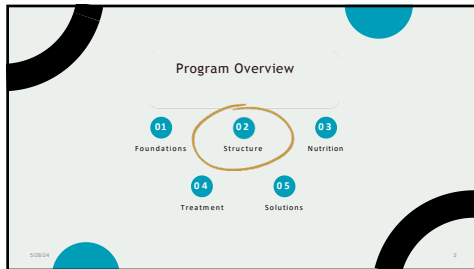 Program Overview
01 02 03
Foundations Structure Nutrition
04 05
Treatment Solutions
5/28/24 2